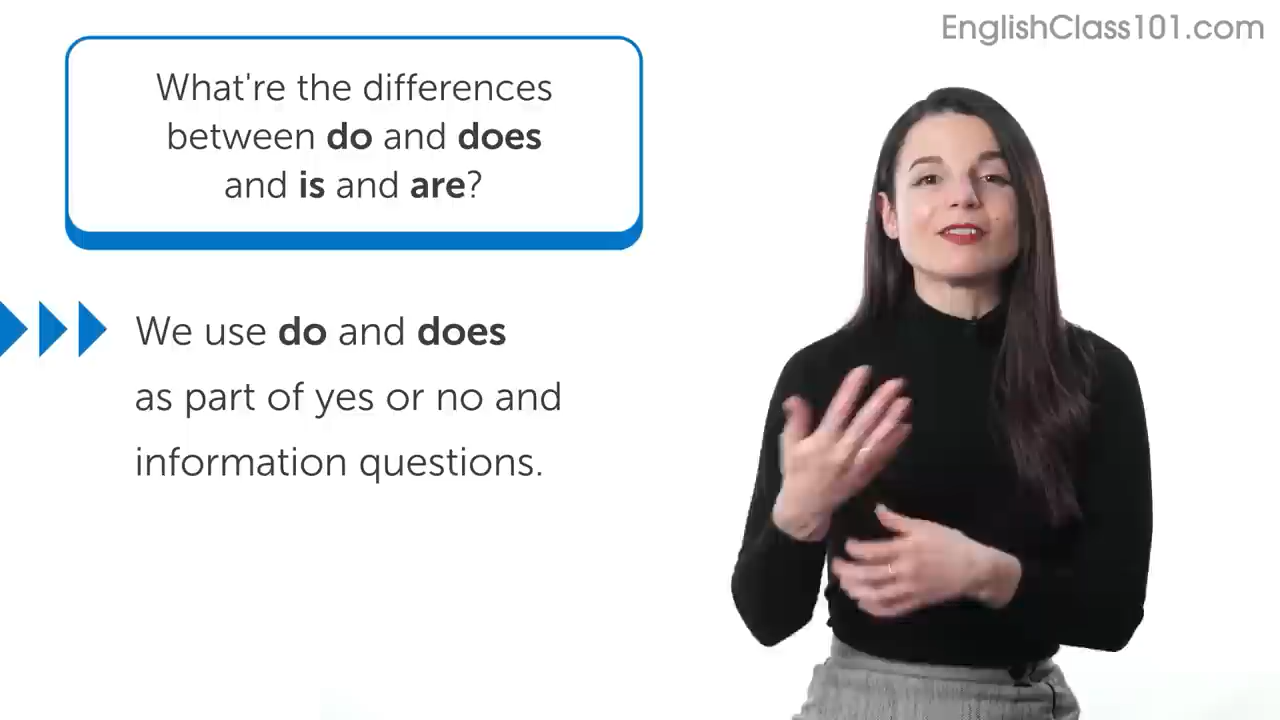 EnglishClass101.com
What're the differences
between do and does
and is and are?
We use do and does
as part of yes or no and
information questions.